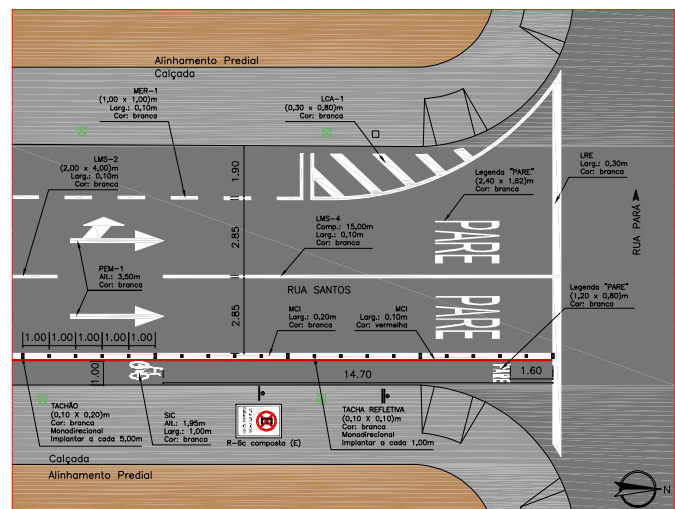 Alinhamento Predial
Calçada
MER-1
(1,00 x 1,00)m
Larg.: 0,10m
Cor: branca
LCA-1
(0,30 x 0,80)m
Cor: branca
LMS-2
(2,00 x 4,00)m
Larg.: 0,10m
Cor: branca
1.90
Legenda "PARE"
(2,40 x 1,62)m
Cor: branca
LRE
Larg.: 0,30m
Cor: branca
RUA PARÁ
LMS-4
Comp.: 15,00m
Larg.: 0,10m
Cor: branca
PARE
2.85
PEM-1
Alt.: 3,50m
Cor: branca
RUA SANTOS
Legenda "PARE"
(1,20 x 0,80)m
Cor: branca
PARE
2.85
MCI
Larg.: 0,20m
Cor: branca
MCI
Larg.: 0,10m
Cor: vermelha
1.00 1.00 1.00 1.00 1.00
1.00
14.70
PARE
1.60
TACHÃO
(0,10 X 0,20)m
Cor: branca
Monodirecional
Implantar a cada 5,00m
SIC
Alt.: 1,95m
Larg.: 1,00m
Cor: branca
R-6c composta (E)
TACHA REFLETIVA
(0,10 X 0,10)m
Cor: branca
Monodirecional
Implantar a cada 1,00m
Calçada
Alinhamento Predial
N